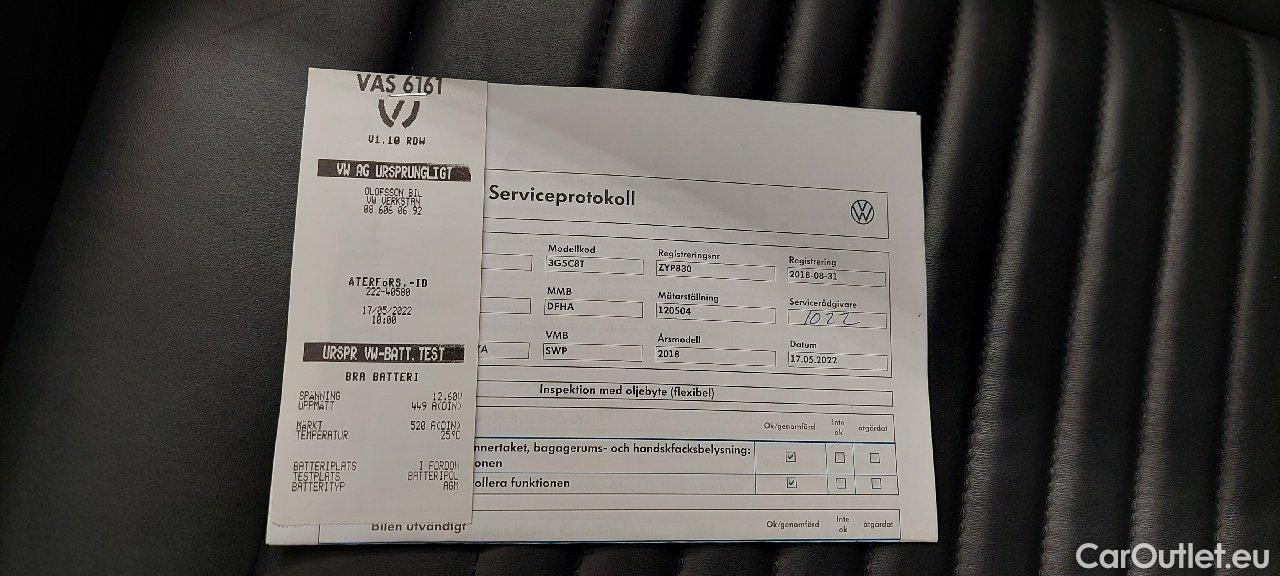 VAS 6161
V1.10 RDW
VW AG URSPRUNGLIGT
OLOFSSON BIL
VW VERKSTAN
08 606 06 92
ÅTERFÖRS.-ID
222-40580
17/05/2022
10:00
URSPR VW-BATT.TEST
BRA BATTERI
SPÄNNING 12.60V
UPPMÄTT 449 A(DIN)
MÄRKT 520 A(DIN)
TEMPERATUR 25°C
BATTERIPLATS I FORDON
TESTPLATS BATTERIPOL
BATTERITYP AGM
Serviceprotokoll
Modellkod Registreringsnr Registrering
3G5C8T ZYP830 2018-08-31
MMB Mätarställning Servicerådgivare
DFHA 120504 1022
VMB Årsmodell Datum
SWP 2018 17.05.2022
Inspektion med oljebyte (flexibel)
Ok/genomförd Inte ok åtgärdat
nnertaket, bagagerums- och handskfacksbelysning:
onen
ollera funktionen
Bilen utvändigt Ok/genomförd Inte ok åtgärdat
CarOutlet.eu